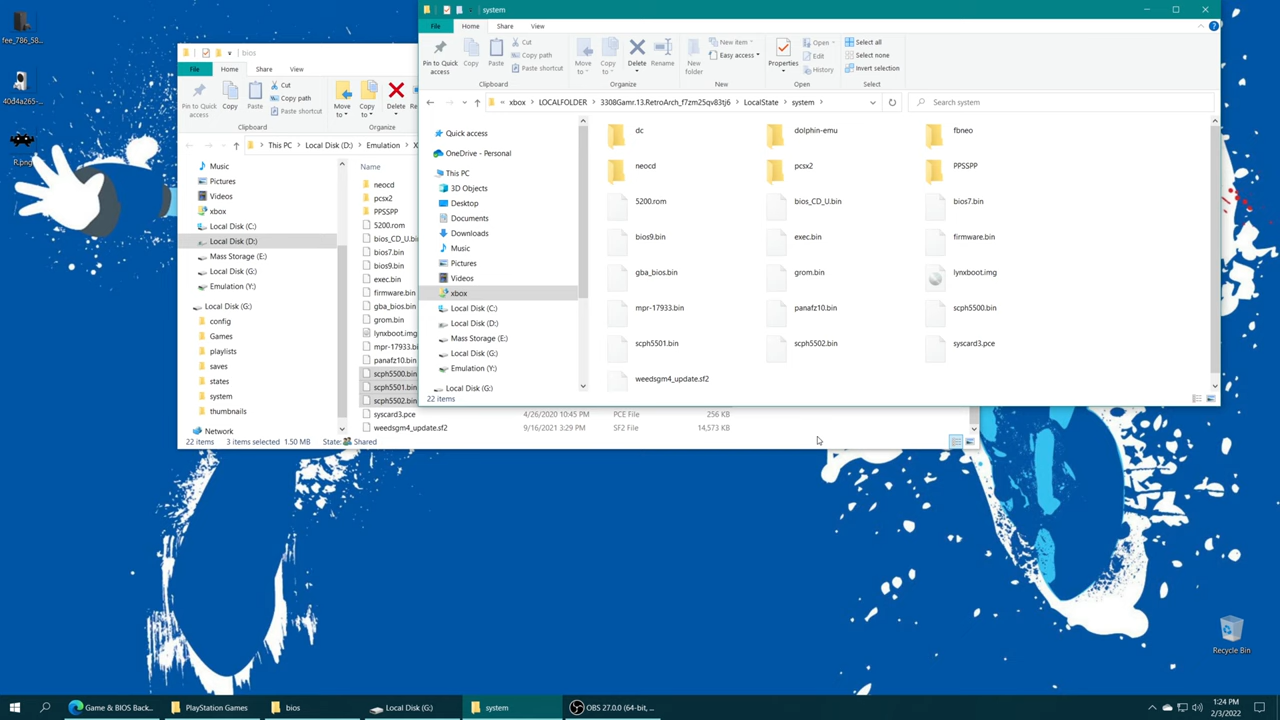 fee_786_58...
40d4a265-...
R.png
bios
File Home Share View
Pin to Quick access
Copy
Paste
Cut
Copy path
Paste shortcut
Clipboard
Move to
Copy to
Delete
Organize
This PC › Local Disk (D:) › Emulation ›
Music
Pictures
Videos
xbox
Local Disk (C:)
Local Disk (D:)
Mass Storage (E:)
Local Disk (G:)
Emulation (Y:)
Local Disk (G:)
config
Games
playlists
saves
states
system
thumbnails
Network
Name
neocd
pcsx2
PPSSPP
5200.rom
bios_CD_U.bi
bios7.bin
bios9.bin
exec.bin
firmware.bin
gba_bios.bin
grom.bin
lynxboot.img
mpr-17933.bi
panafz10.bin
scph5500.bin
scph5501.bin
scph5502.bin
syscard3.pce 4/26/2020 10:45 PM PCE File 256 KB
weedsgm4_update.sf2 9/16/2021 3:29 PM SF2 File 14,573 KB
22 items 3 items selected 1.50 MB State: Shared
system
File Home Share View
Pin to Quick access
Copy
Paste
Cut
Copy path
Paste shortcut
Clipboard
Move to
Copy to
Delete
Rename
Organize
New folder
New item
Easy access
New
Properties
Open
Edit
History
Open
Select all
Select none
Invert selection
Select
« xbox › LOCALFOLDER › 3308Gamr.13.RetroArch_f7zm25qv83tj6 › LocalState › system ›
Search system
Quick access
OneDrive - Personal
This PC
3D Objects
Desktop
Documents
Downloads
Music
Pictures
Videos
xbox
Local Disk (C:)
Local Disk (D:)
Mass Storage (E:)
Local Disk (G:)
Emulation (Y:)
Local Disk (G:)
dc dolphin-emu fbneo
neocd pcsx2 PPSSPP
5200.rom bios_CD_U.bin bios7.bin
bios9.bin exec.bin firmware.bin
gba_bios.bin grom.bin lynxboot.img
mpr-17933.bin panafz10.bin scph5500.bin
scph5501.bin scph5502.bin syscard3.pce
weedsgm4_update.sf2
22 items
Recycle Bin
Game & BIOS Back...
PlayStation Games
bios
Local Disk (G:)
system
OBS 27.0.0 (64-bit, ...
1:24 PM
2/3/2022